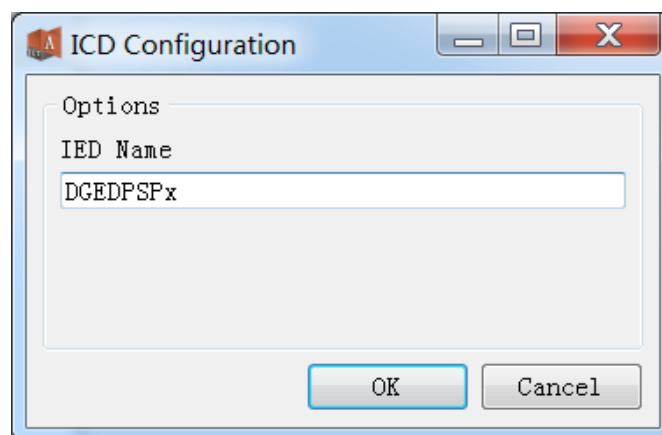 ICD Configuration
Options
IED Name
DGEDPSPx
OK
Cancel